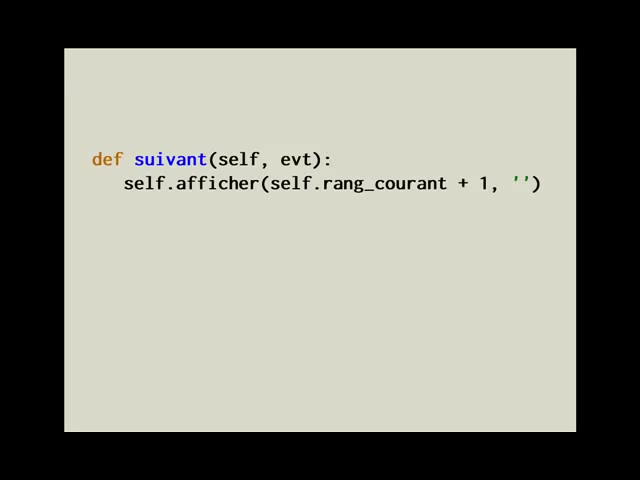 def suivant(self, evt):
   self.afficher(self.rang_courant + 1, '')